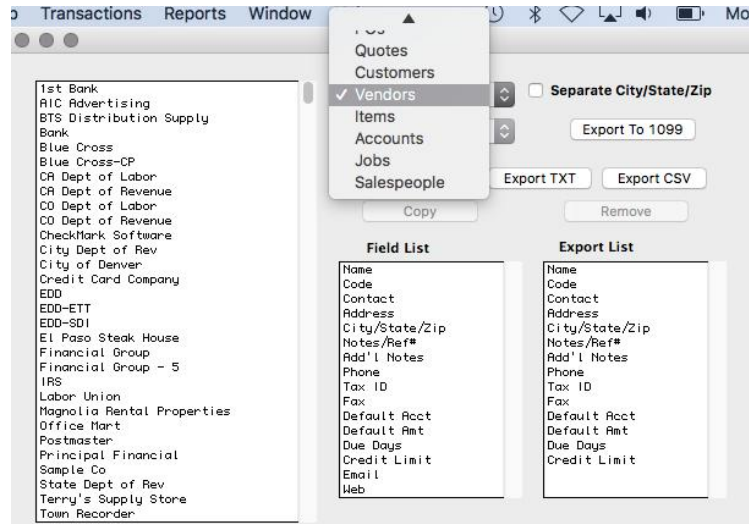 Transactions Reports Window
Mo
POs
Quotes
Customers
✓ Vendors
Items
Accounts
Jobs
Salespeople
Separate City/State/Zip
Export To 1099
Export TXT
Export CSV
Copy
Remove
1st Bank
AIC Advertising
BTS Distribution Supply
Bank
Blue Cross
Blue Cross-CP
CA Dept of Labor
CA Dept of Revenue
CO Dept of Labor
CO Dept of Revenue
CheckMark Software
City Dept of Rev
City of Denver
Credit Card Company
EDD
EDD-ETT
EDD-SDI
El Paso Steak House
Financial Group
Financial Group - 5
IRS
Labor Union
Magnolia Rental Properties
Office Mart
Postmaster
Principal Financial
Sample Co
State Dept of Rev
Terry's Supply Store
Town Recorder
Field List
Name
Code
Contact
Address
City/State/Zip
Notes/Ref#
Add'l Notes
Phone
Tax ID
Fax
Default Acct
Default Amt
Due Days
Credit Limit
Email
Web
Export List
Name
Code
Contact
Address
City/State/Zip
Notes/Ref#
Add'l Notes
Phone
Tax ID
Fax
Default Acct
Default Amt
Due Days
Credit Limit